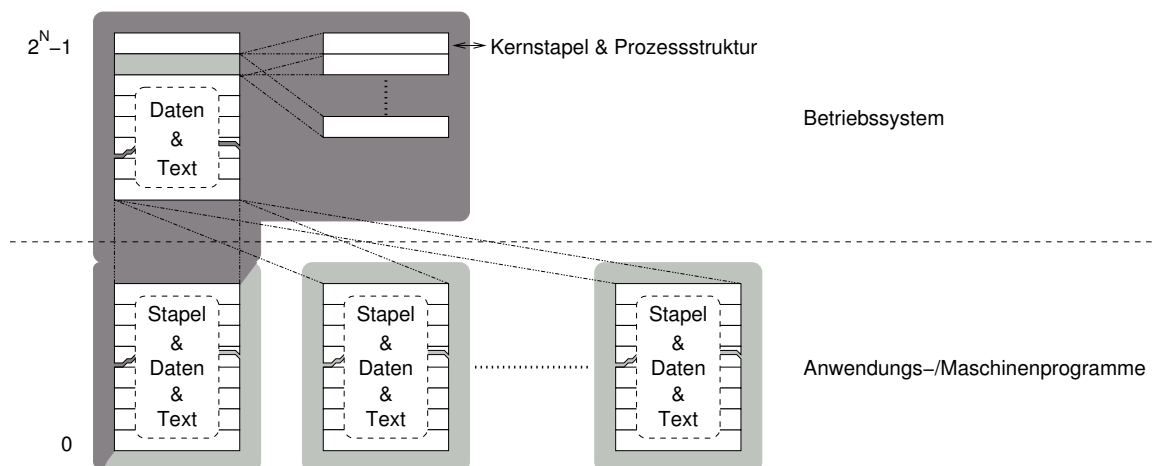 2^N−1
Kernstapel & Prozessstruktur
Daten
&
Text
Betriebssystem
Stapel
&
Daten
&
Text
Stapel
&
Daten
&
Text
Stapel
&
Daten
&
Text
Anwendungs−/Maschinenprogramme
0